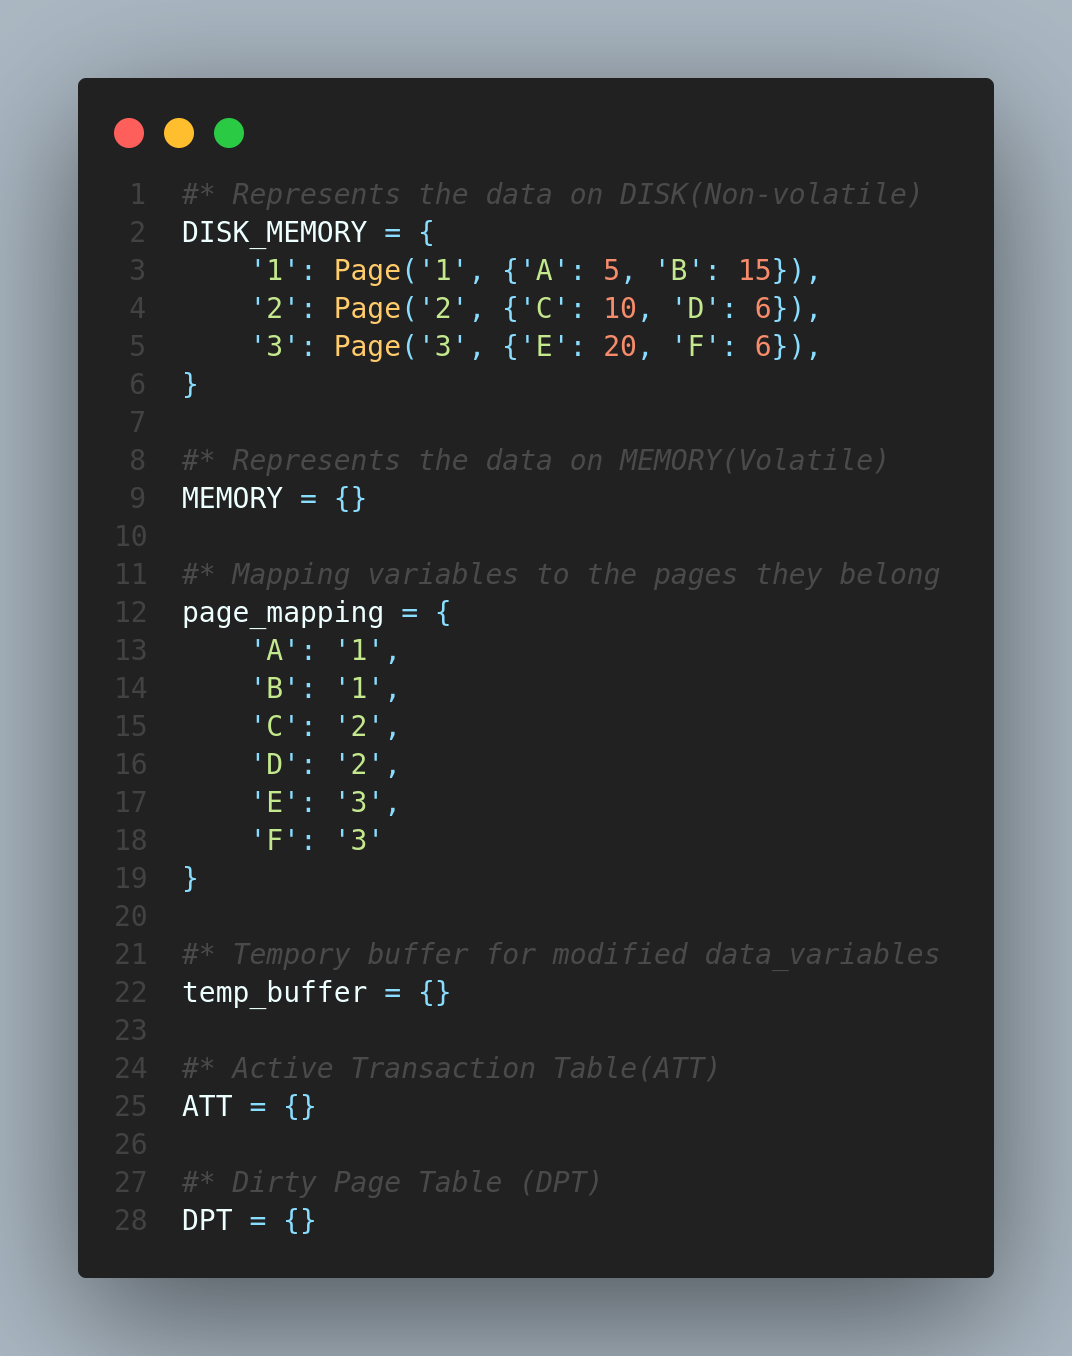 1 #* Represents the data on DISK(Non-volatile)
2 DISK_MEMORY = {
3     '1': Page('1', {'A': 5, 'B': 15}),
4     '2': Page('2', {'C': 10, 'D': 6}),
5     '3': Page('3', {'E': 20, 'F': 6}),
6 }
7
8 #* Represents the data on MEMORY(Volatile)
9 MEMORY = {}
10
11 #* Mapping variables to the pages they belong
12 page_mapping = {
13     'A': '1',
14     'B': '1',
15     'C': '2',
16     'D': '2',
17     'E': '3',
18     'F': '3'
19 }
20
21 #* Tempory buffer for modified data_variables
22 temp_buffer = {}
23
24 #* Active Transaction Table(ATT)
25 ATT = {}
26
27 #* Dirty Page Table (DPT)
28 DPT = {}